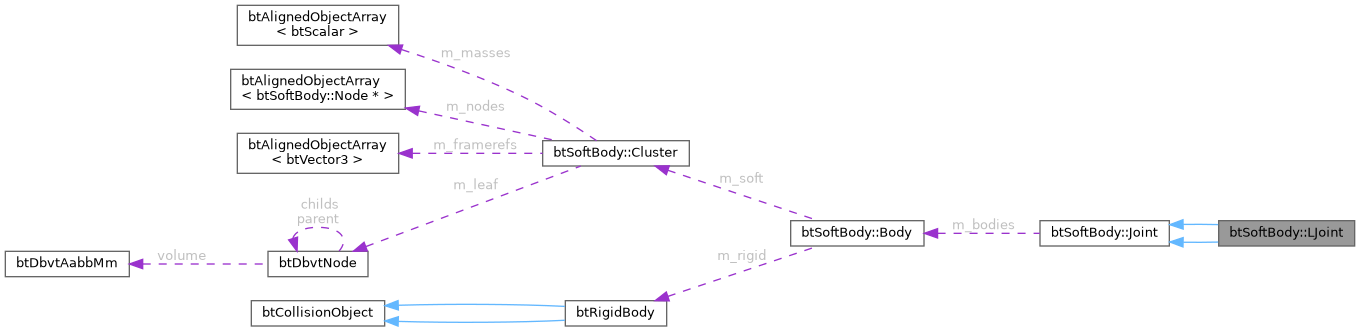 btAlignedObjectArray
< btScalar >
m_masses
btAlignedObjectArray
< btSoftBody::Node * >
m_nodes
btAlignedObjectArray
< btVector3 >
m_framerefs
btSoftBody::Cluster
m_leaf
m_soft
childs
parent
btSoftBody::Body
m_bodies
btSoftBody::Joint
btSoftBody::LJoint
btDbvtAabbMm
volume
btDbvtNode
m_rigid
btCollisionObject
btRigidBody